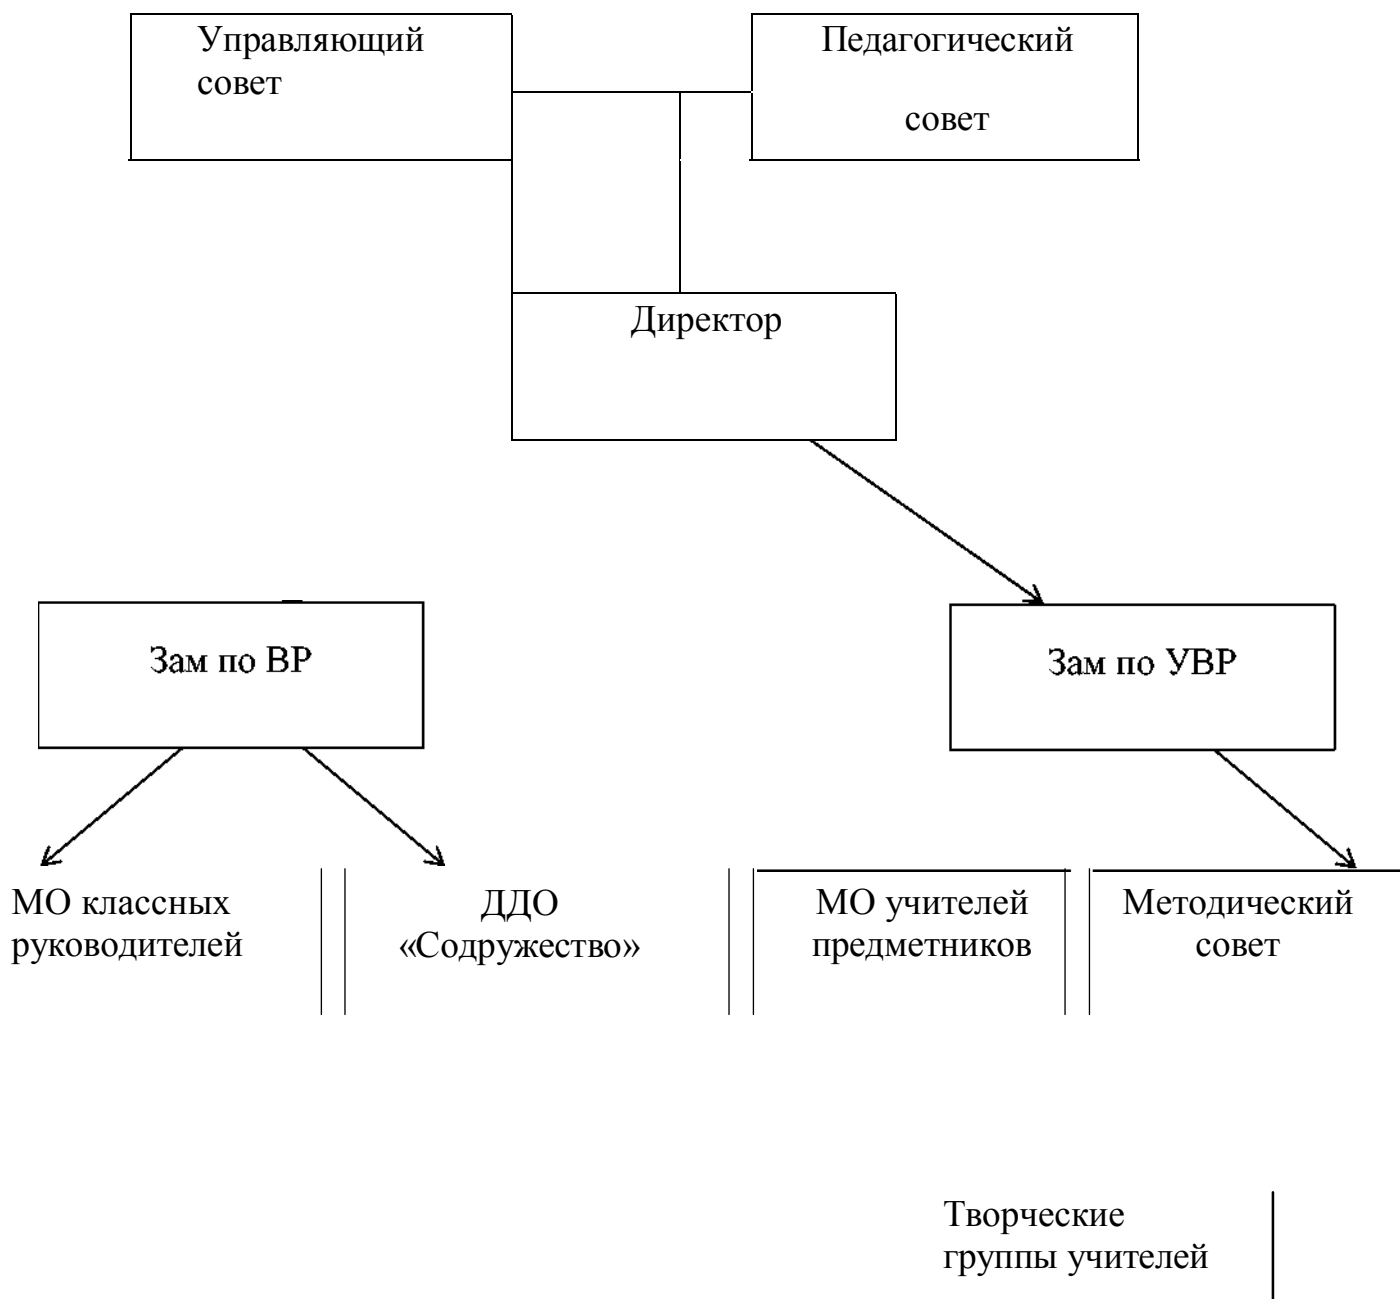 Управляющий
совет
Педагогический
совет
Директор
Зам по ВР
Зам по УВР
МО классных
руководителей
ДДО
«Содружество»
МО учителей
предметников
Методический
совет
Творческие
группы учителей